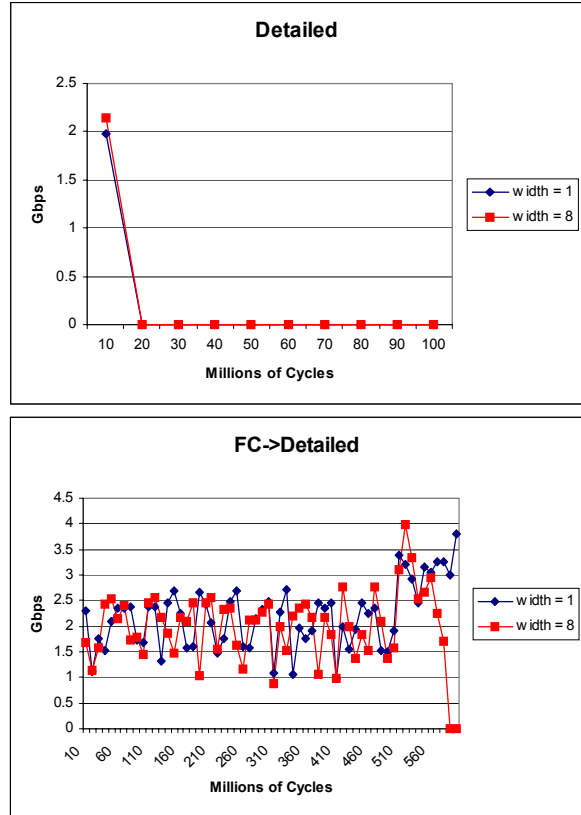 Detailed
2.5
2
1.5
1
0.5
0
Gbps
10 20 30 40 50 60 70 80 90 100
Millions of Cycles
width = 1
width = 8
FC->Detailed
4.5
4
3.5
3
2.5
2
1.5
1
0.5
0
Gbps
10 60 110 160 210 260 310 360 410 460 510 560
Millions of Cycles
width = 1
width = 8